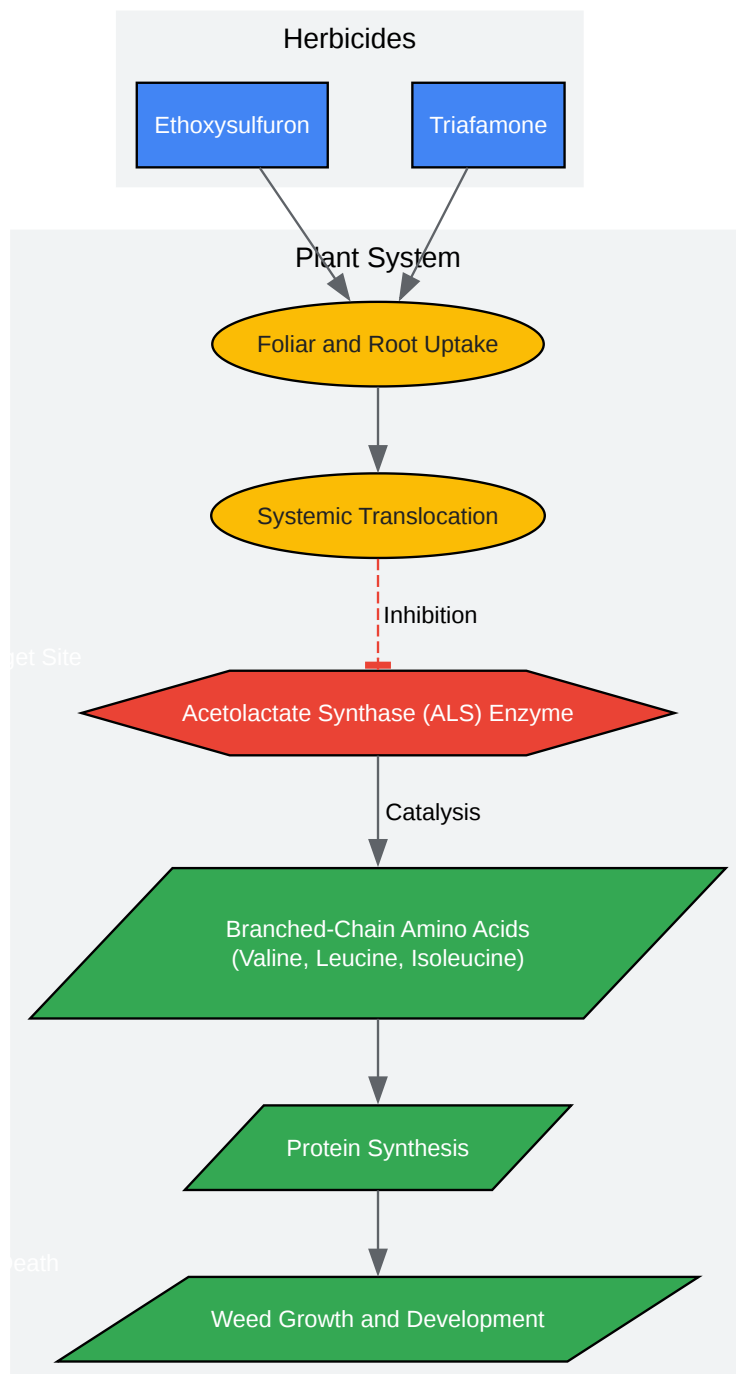 Herbicides
Ethoxysulfuron
Triafamone
Plant System
Foliar and Root Uptake
Systemic Translocation
Inhibition
Site
Acetolactate Synthase (ALS) Enzyme
Catalysis
Branched-Chain Amino Acids
(Valine, Leucine, Isoleucine)
Protein Synthesis
Weed Growth and Development